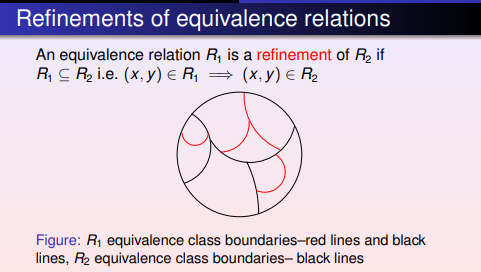 Refinements of equivalence relations
An equivalence relation R₁ is a refinement of R₂ if
R₁ ⊆ R₂ i.e. (x, y) ∈ R₁ ⟹ (x, y) ∈ R₂
Figure: R₁ equivalence class boundaries–red lines and black
lines, R₂ equivalence class boundaries– black lines